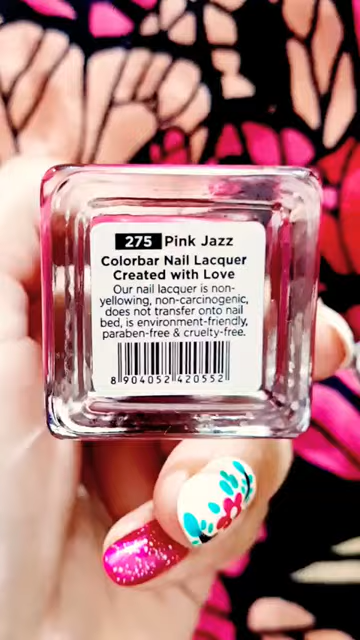 275 Pink Jazz
Colorbar Nail Lacquer
Created with Love
Our nail lacquer is non-
yellowing, non-carcinogenic,
does not transfer onto nail
bed, is environment-friendly,
paraben-free & cruelty-free.
8 904052 420552